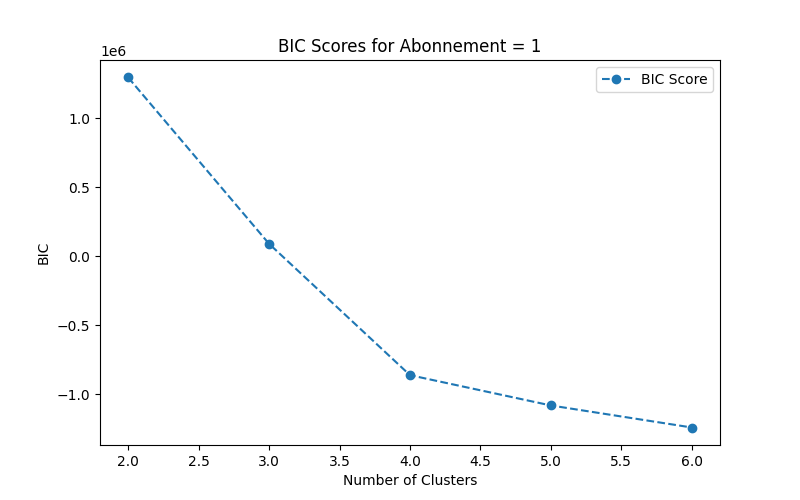 BIC Scores for Abonnement = 1
1e6
BIC Score
1.0
0.5
0.0
−0.5
−1.0
BIC
2.0 2.5 3.0 3.5 4.0 4.5 5.0 5.5 6.0
Number of Clusters